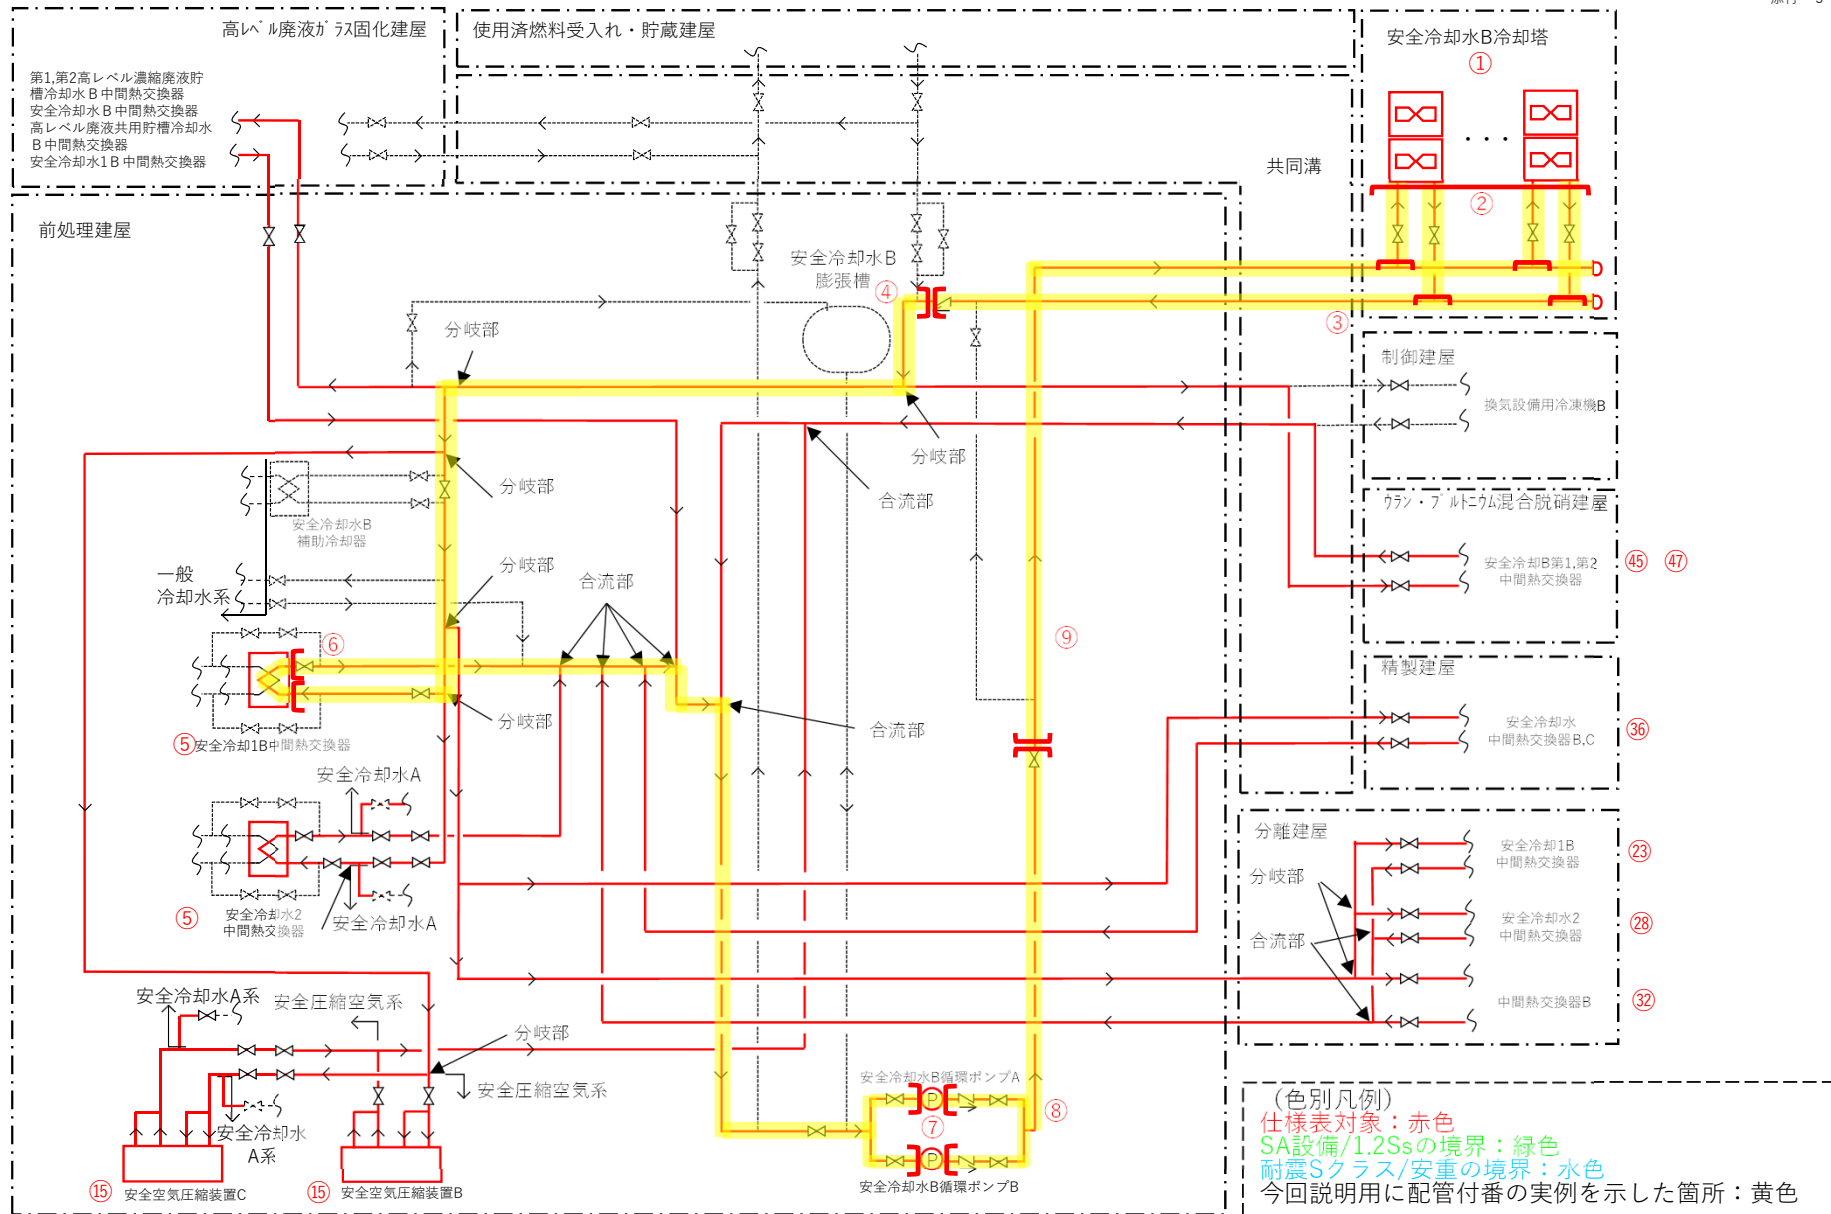 高レベル廃液ガラス固化建屋
使用済燃料受入れ・貯蔵建屋
安全冷却水B冷却塔
①
第1,第2高レベル濃縮廃液貯
槽冷却水B中間熱交換器
安全冷却水B中間熱交換器
高レベル廃液共用貯槽冷却水
B中間熱交換器
安全冷却水1B中間熱交換器
・・・
共同溝
②
前処理建屋
安全冷却水B
膨張槽
④
③
分岐部
制御建屋
換気設備用冷凍機B
分岐部
合流部
分岐部
ウラン・プルトニウム混合脱硝建屋
安全冷却水B
補助冷却器
安全冷却B第1,第2
中間熱交換器
㊺
㊼
一般
冷却水系
分岐部
合流部
⑥
⑨
精製建屋
分岐部
合流部
安全冷却水
中間熱交換器B,C
㊱
⑤
安全冷却1B中間熱交換器
安全冷却水A
分離建屋
安全冷却1B
中間熱交換器
㉓
分岐部
⑤
安全冷却水2
中間熱交換器
安全冷却水A
安全冷却水2
中間熱交換器
㉘
合流部
安全冷却水A系
安全圧縮空気系
中間熱交換器B
㉜
分岐部
安全圧縮空気系
安全冷却水B循環ポンプA
P
⑦
⑧
P
安全冷却水B循環ポンプB
安全冷却水
A系
⑮
安全空気圧縮装置C
⑮
安全空気圧縮装置B
(色別凡例)
仕様表対象：赤色
SA設備/1.2Ssの境界：緑色
耐震Sクラス/安重の境界：水色
今回説明用に配管付番の実例を示した箇所：黄色